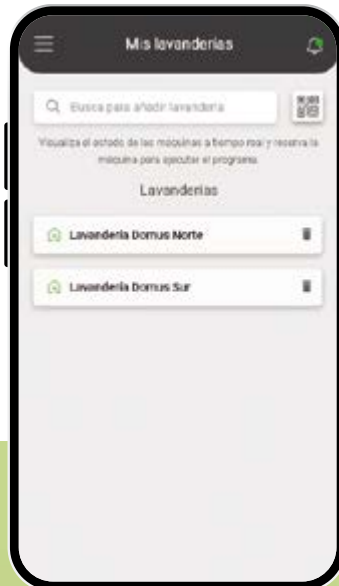 Mis lavanderías
Busca para añadir lavandería
Visualiza el estado de las máquinas a tiempo real y reserva la
máquina para ejecutar el programa
Lavanderías
Lavandería Domus Norte
Lavandería Domus Sur